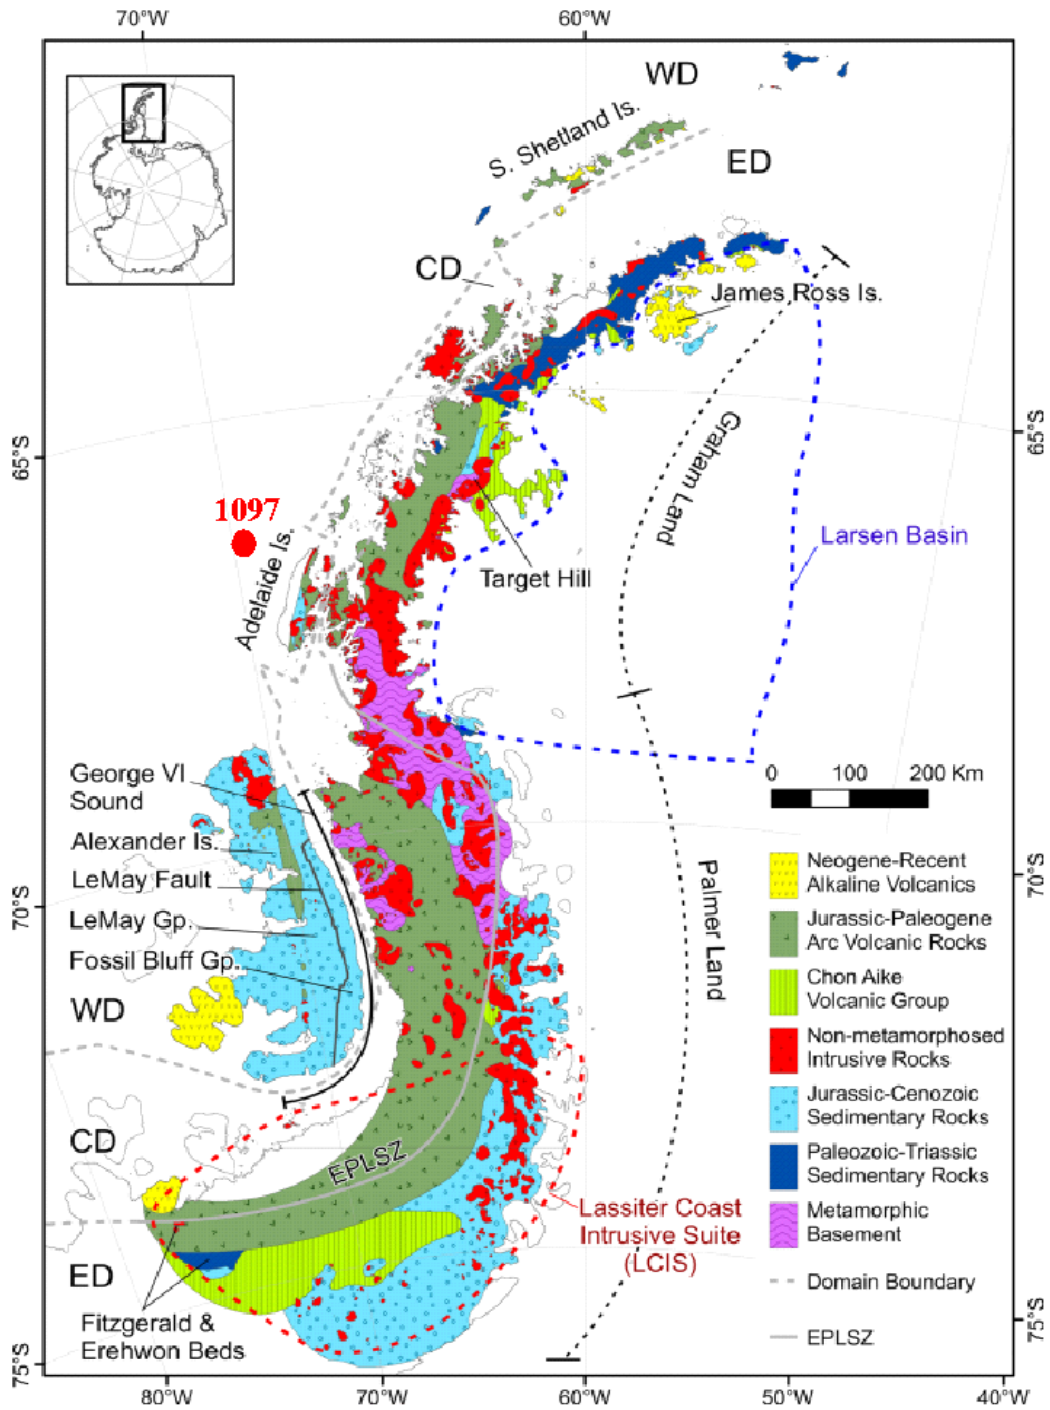 70°W
60°W
WD
S. Shetland Is.
ED
CD
James Ross Is.
65°S
65°S
Graham Land
1097
Larsen Basin
Adelaide Is.
Target Hill
George VI
Sound
0 100 200 Km
Alexander Is.
LeMay Fault
70°S
70°S
LeMay Gp.
Fossil Bluff Gp.
Palmer Land
WD
Neogene-Recent
Alkaline Volcanics
Jurassic-Paleogene
Arc Volcanic Rocks
Chon Aike
Volcanic Group
Non-metamorphosed
Intrusive Rocks
Jurassic-Cenozoic
Sedimentary Rocks
Paleozoic-Triassic
Sedimentary Rocks
Metamorphic
Basement
Domain Boundary
EPLSZ
CD
EPLSZ
Lassiter Coast
Intrusive Suite
(LCIS)
ED
Fitzgerald &
Erehwon Beds
75°S
75°S
80°W
70°W
60°W
50°W
40°W